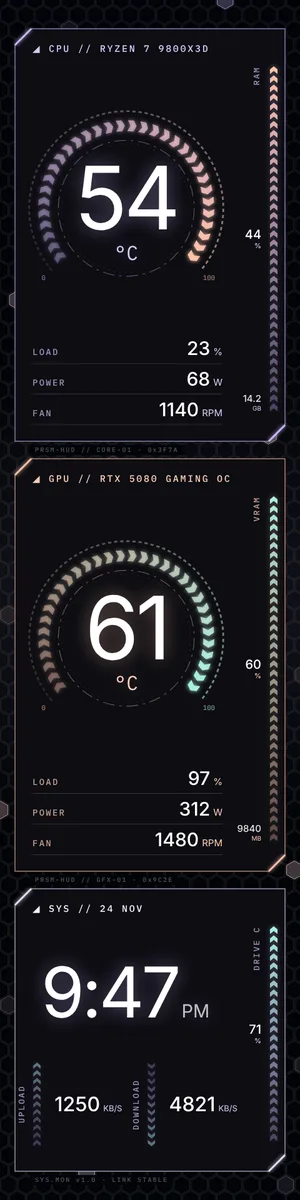 CPU // RYZEN 7 9800X3D
RAM
54
°C
0 100
44
%
LOAD 23 %
POWER 68 W
14.2
GB
FAN 1140 RPM
PRSM-HUD // CORE-01 · 0x3F7A
GPU // RTX 5080 GAMING OC
VRAM
61
°C
0 100
60
%
LOAD 97 %
POWER 312 W
9840
MB
FAN 1480 RPM
PRSM-HUD // GFX-01 · 0x9C2E
SYS // 24 NOV
DRIVE C
9:47 PM
71
%
UPLOAD
1250 KB/S
DOWNLOAD
4821 KB/S
SYS.MON v1.0 · LINK STABLE